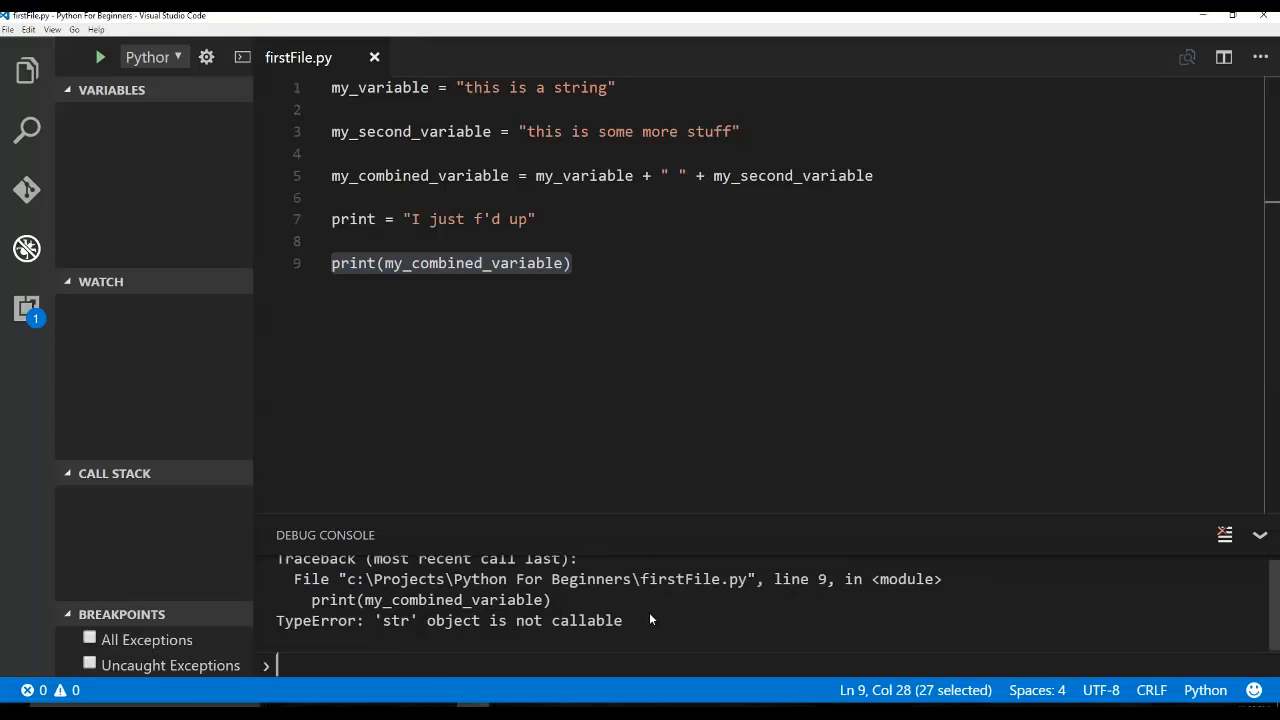 firstFile.py - Python For Beginners - Visual Studio Code
File Edit View Go Help
Python
firstFile.py
VARIABLES
1 my_variable = "this is a string"
2
3 my_second_variable = "this is some more stuff"
4
5 my_combined_variable = my_variable + " " + my_second_variable
6
7 print = "I just f'd up"
8
9 print(my_combined_variable)
WATCH
1
CALL STACK
DEBUG CONSOLE
Traceback (most recent call last):
File "c:\Projects\Python For Beginners\firstFile.py", line 9, in <module>
print(my_combined_variable)
TypeError: 'str' object is not callable
BREAKPOINTS
All Exceptions
Uncaught Exceptions
0 0 Ln 9, Col 28 (27 selected) Spaces: 4 UTF-8 CRLF Python